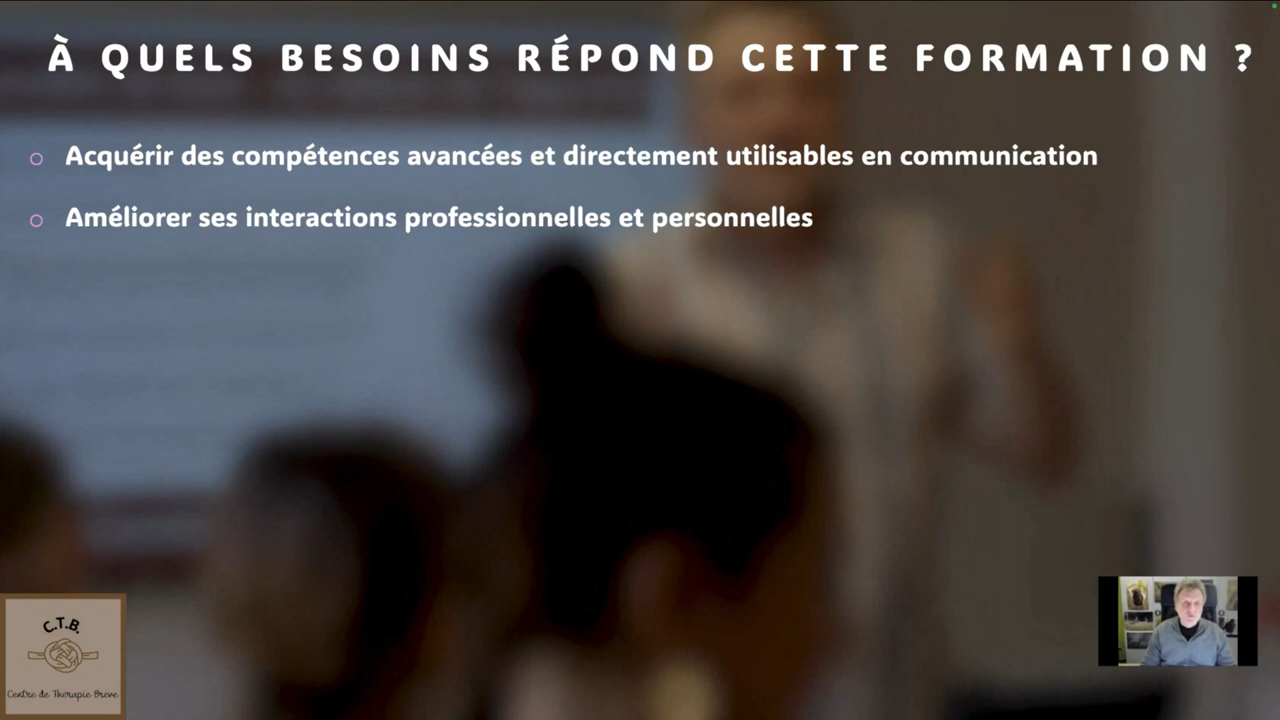 À QUELS BESOINS RÉPOND CETTE FORMATION ?
Acquérir des compétences avancées et directement utilisables en communication
Améliorer ses interactions professionnelles et personnelles
C.T.B.
Centre de Thérapie Brève